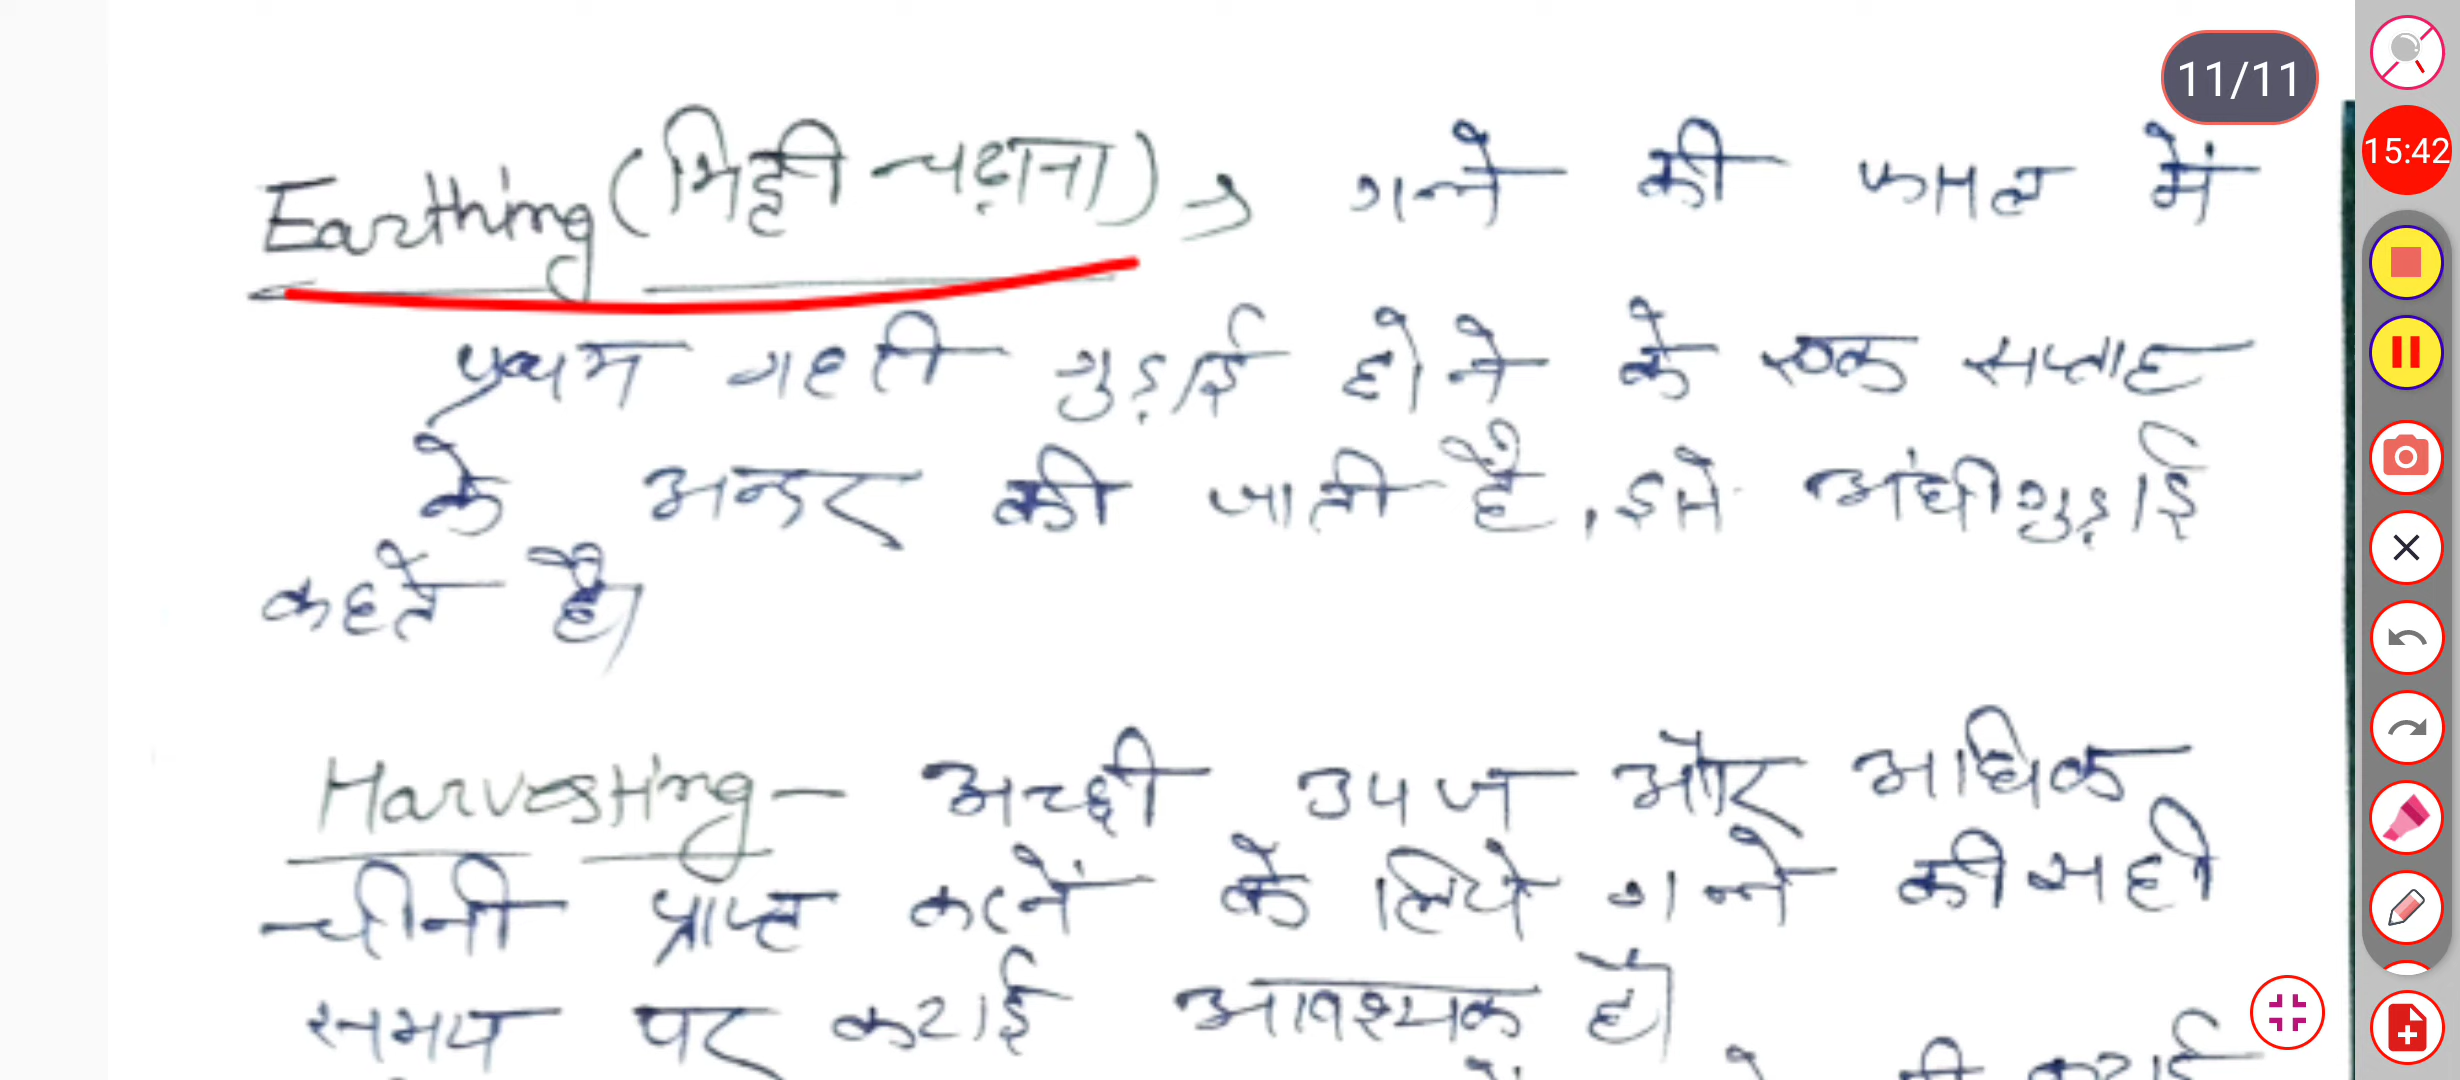 11/11
15:42
Earthing (मिट्टी चढ़ाना) → गन्ने की फसल में
प्रथम गहती गुड़ाई होने के एक सप्ताह
के अन्दर की जाती है, इसे अंधी गुड़ाई
कहते है।
Harvesting — अच्छी उपज और अधिक
चीनी प्राप्त करनें के लिये गन्ने की सही
समय पर कटाई आवश्यक है।